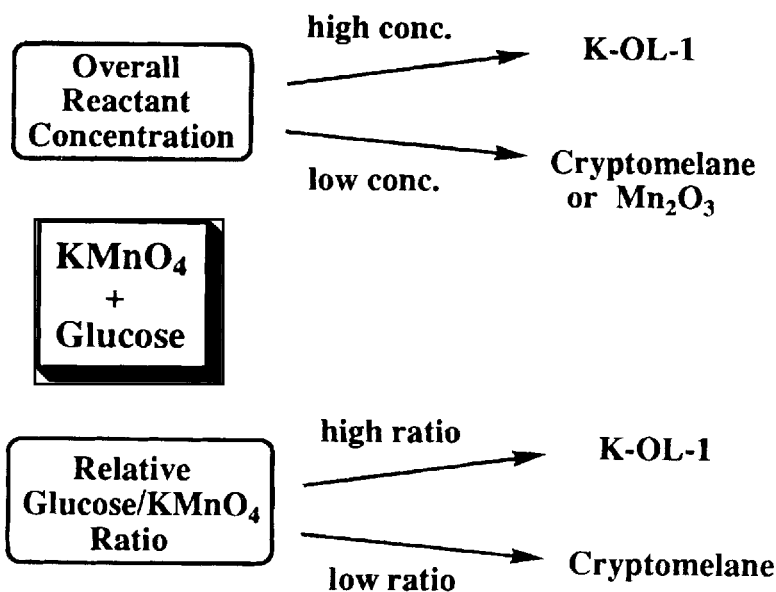 high conc.
K-OL-1
Overall
Reactant
Concentration
low conc.
Cryptomelane
or Mn₂O₃
KMnO₄
+
Glucose
high ratio
K-OL-1
Relative
Glucose/KMnO₄
Ratio
low ratio
Cryptomelane